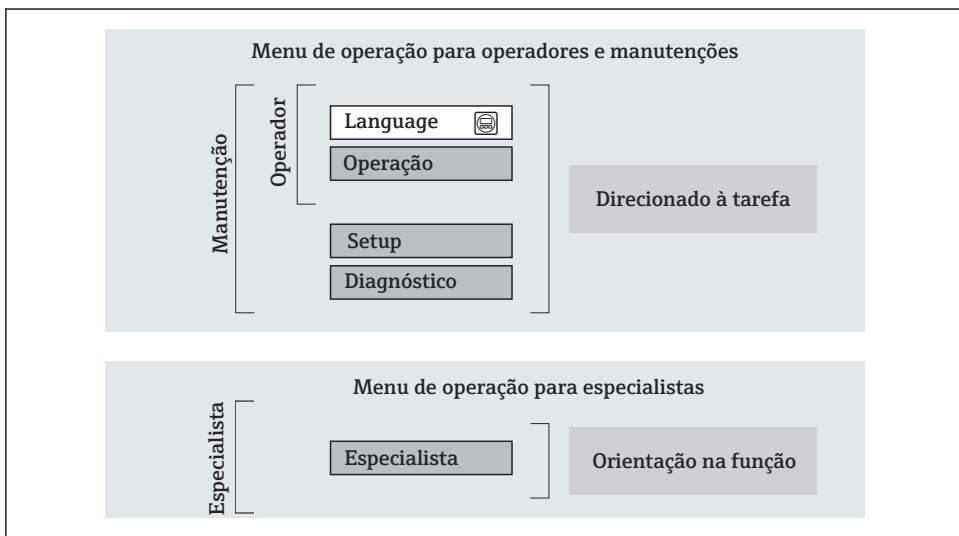 Menu de operação para operadores e manutenções
Manutenção
Operador
Language
Operação
Setup
Diagnóstico
Direcionado à tarefa
Menu de operação para especialistas
Especialista
Especialista
Orientação na função